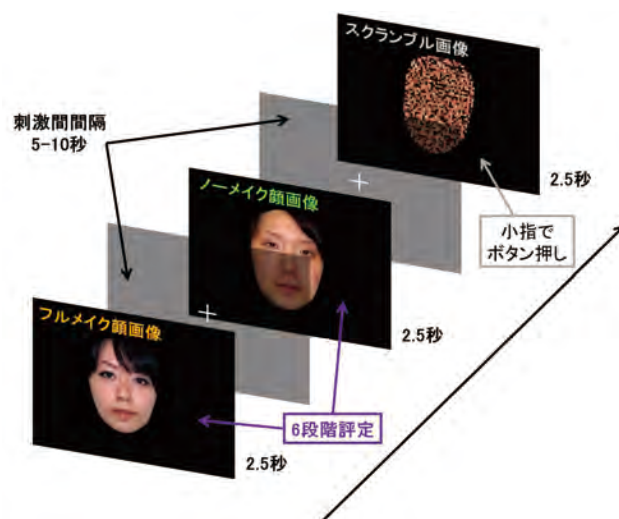 スクランブル画像
刺激間間隔
5-10秒
2.5秒
ノーメイク顔画像
小指で
ボタン押し
2.5秒
フルメイク顔画像
6段階評定
2.5秒